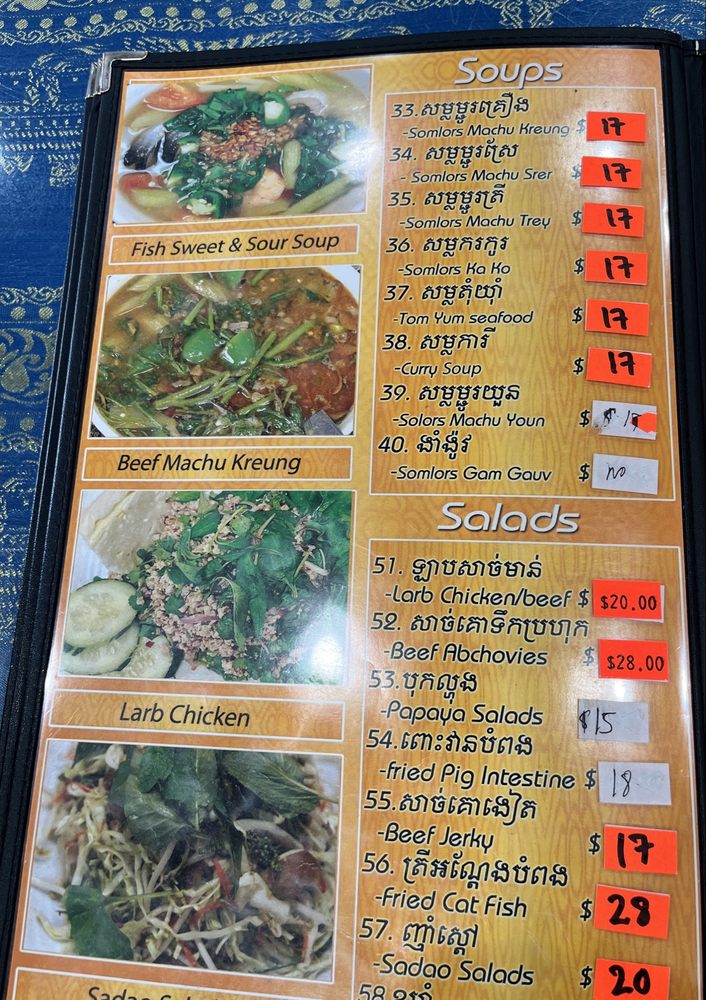 Soups
33.សម្លម្ជូរគ្រឿង
-Somlors Machu Kreung $ 17
34. សម្លម្ជូរស្រែ
- Somlors Machu Srer $ 17
35. សម្លម្ជូរត្រី
-Somlors Machu Trey $ 17
36. សម្លករកូរ
-Somlors Ka Ko $ 17
37. សម្លតុំយ៉ាំ
-Tom Yum seafood $ 17
38. សម្លការី
-Curry Soup $ 17
39. សម្លម្ជូរយួន
-Solors Machu Youn $ $ 17
40. ងាំង៉ូវ
-Somlors Gam Gauv $ no
Fish Sweet & Sour Soup
Beef Machu Kreung
Larb Chicken
Salads
51. ឡាបសាច់មាន់
-Larb Chicken/beef $ $20.00
52. សាច់គោទឹកប្រហុក
-Beef Abchovies $ $28.00
53.បុកល្ហុង
-Papaya Salads $15
54.ពោះវៀនបំពង
-fried Pig Intestine $ 18
55.សាច់គោងៀត
-Beef Jerky $ 17
56. ត្រីអណ្ដែងបំពង
-fried Cat Fish $ 28
57. ញាំស្ដៅ
-Sadao Salads $ 20
Sadao
58.